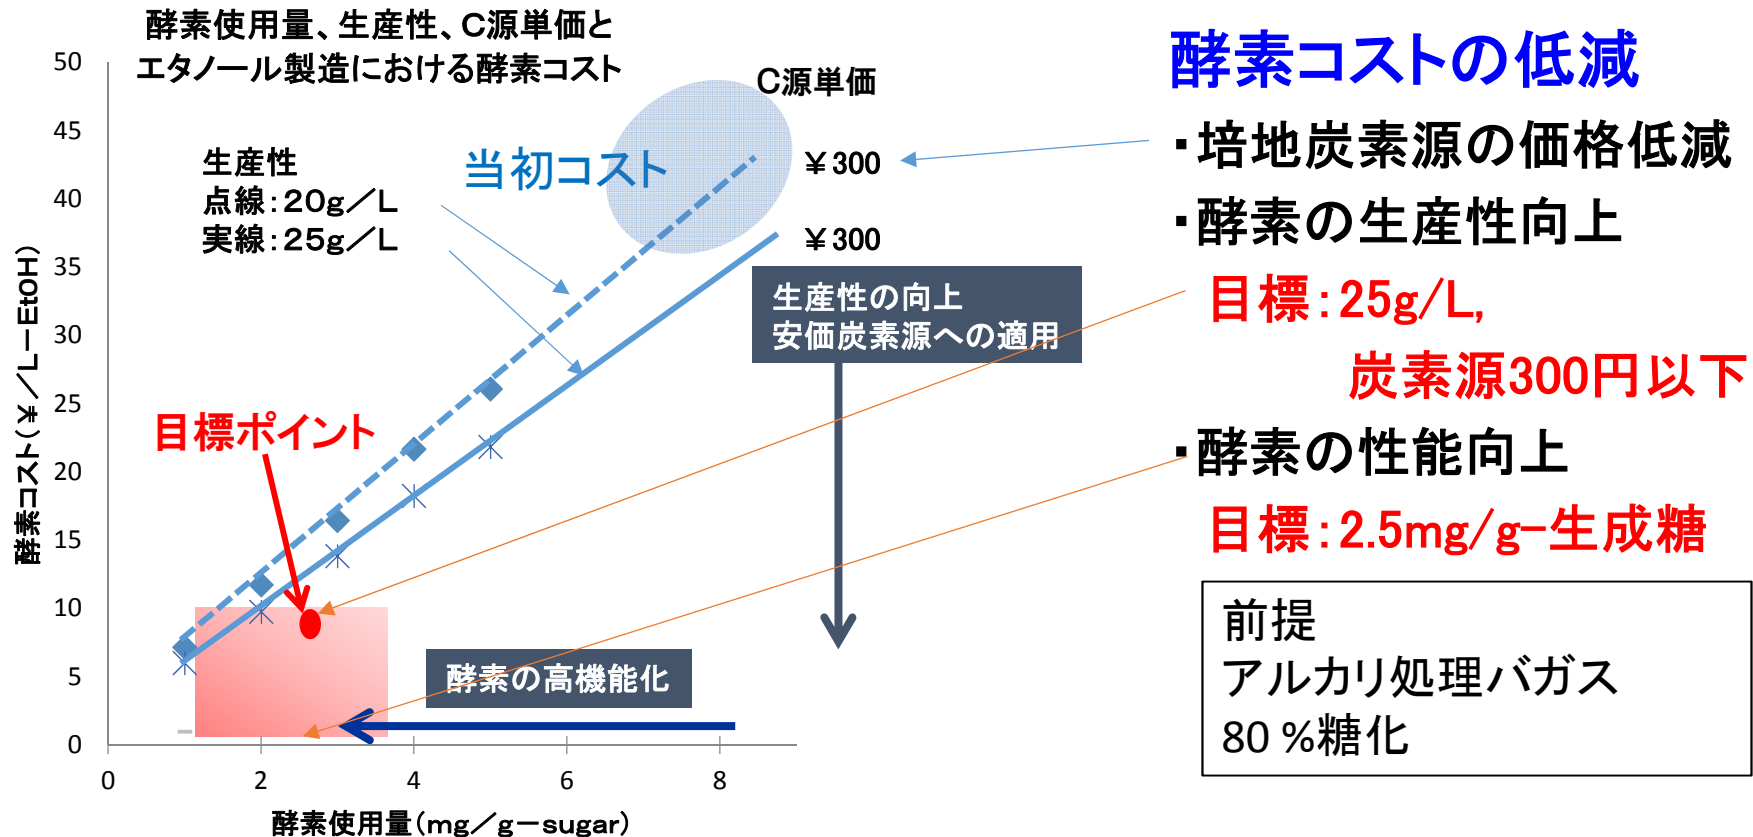 酵素使用量、生産性、C源単価と
エタノール製造における酵素コスト
酵素コスト(¥/L-EtOH)
50
45
40
35
30
25
20
15
10
5
0
0
2
4
6
8
酵素使用量(mg/g-sugar)
生産性
点線:20g/L
実線:25g/L
当初コスト
C源単価
¥300
¥300
生産性の向上
安価炭素源への適用
目標ポイント
酵素の高機能化
酵素コストの低減
・培地炭素源の価格低減
・酵素の生産性向上
目標:25g/L,
炭素源300円以下
・酵素の性能向上
目標:2.5mg/g-生成糖
前提
アルカリ処理バガス
80 %糖化